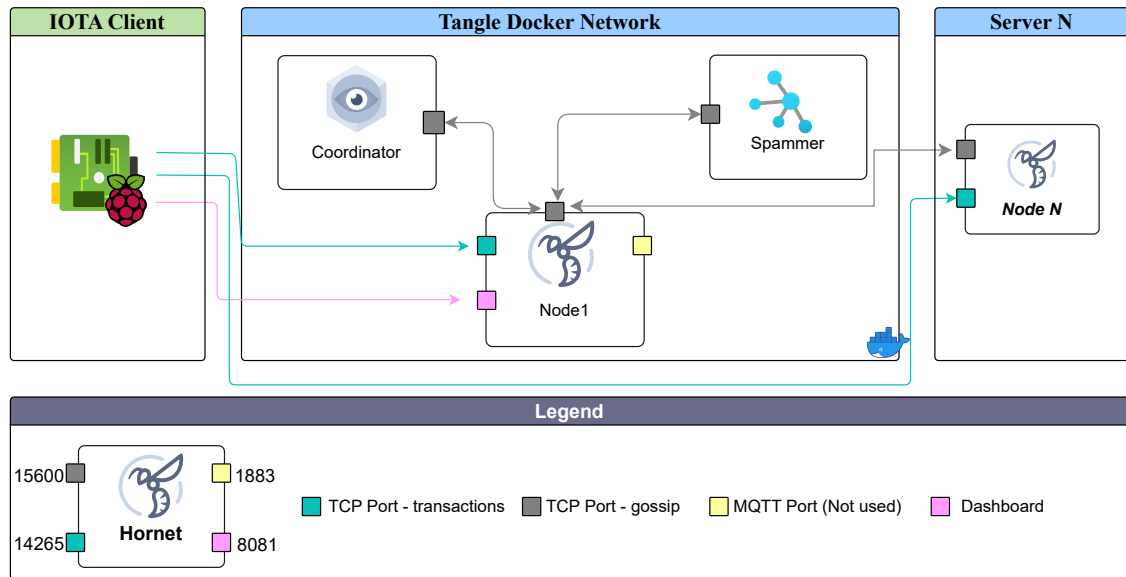 IOTA Client
Tangle Docker Network
Server N
Coordinator
Spammer
Node N
Node1
Legend
15600
1883
Hornet
14265
8081
TCP Port - transactions
TCP Port - gossip
MQTT Port (Not used)
Dashboard